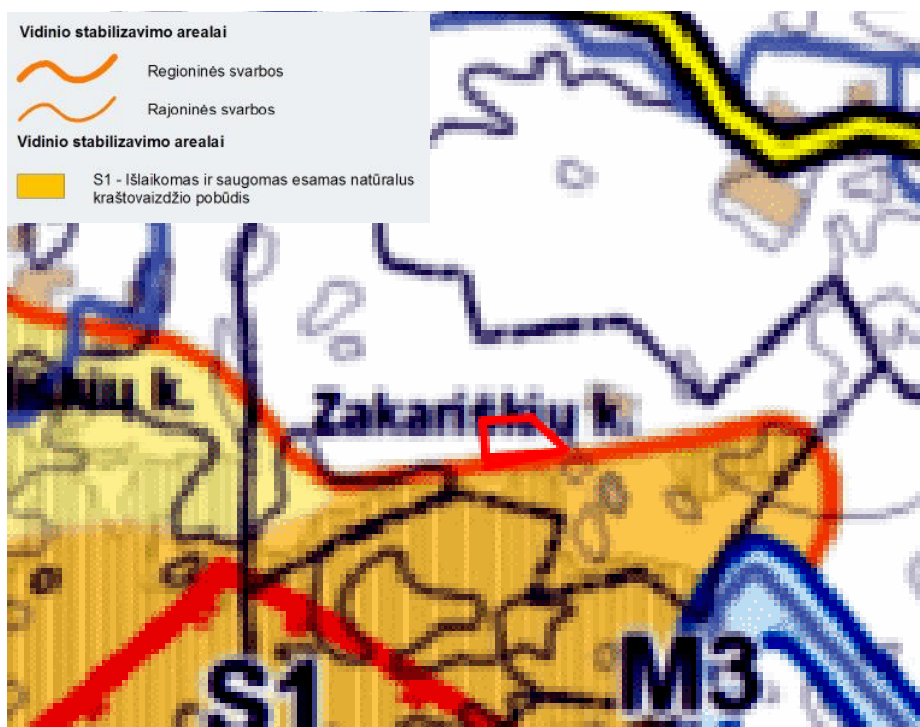 Vidinio stabilizavimo arealai
Regioninės svarbos
Rajoninės svarbos
Vidinio stabilizavimo arealai
S1 - Išlaikomas ir saugomas esamas natūralus
kraštovaizdžio pobūdis
k.
Zakariškių k.
S1
M3